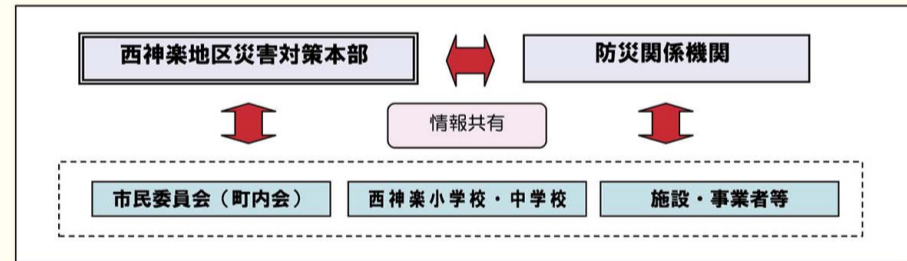 西神楽地区災害対策本部
防災関係機関
情報共有
市民委員会（町内会）
西神楽小学校・中学校
施設・事業者等